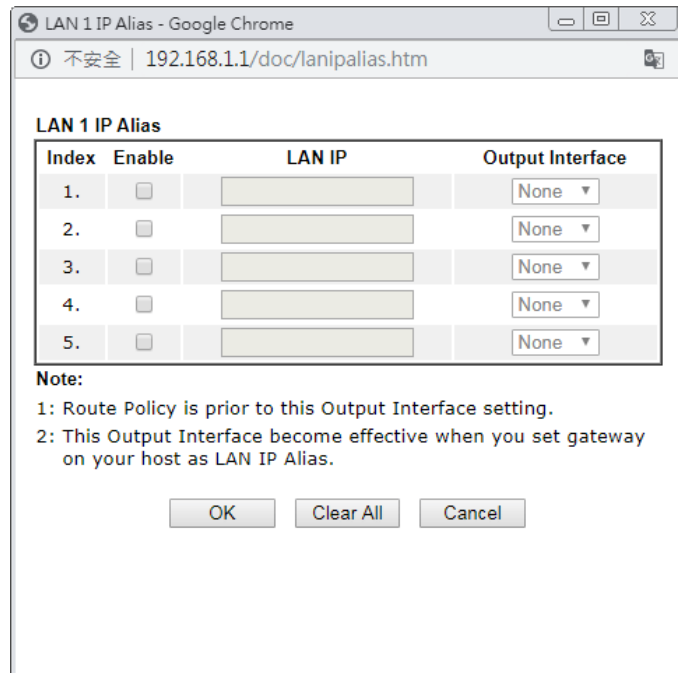 LAN 1 IP Alias - Google Chrome
不安全 | 192.168.1.1/doc/lanipalias.htm
LAN 1 IP Alias
Index Enable LAN IP Output Interface
1. None
2. None
3. None
4. None
5. None
Note:
1: Route Policy is prior to this Output Interface setting.
2: This Output Interface become effective when you set gateway
on your host as LAN IP Alias.
OK Clear All Cancel